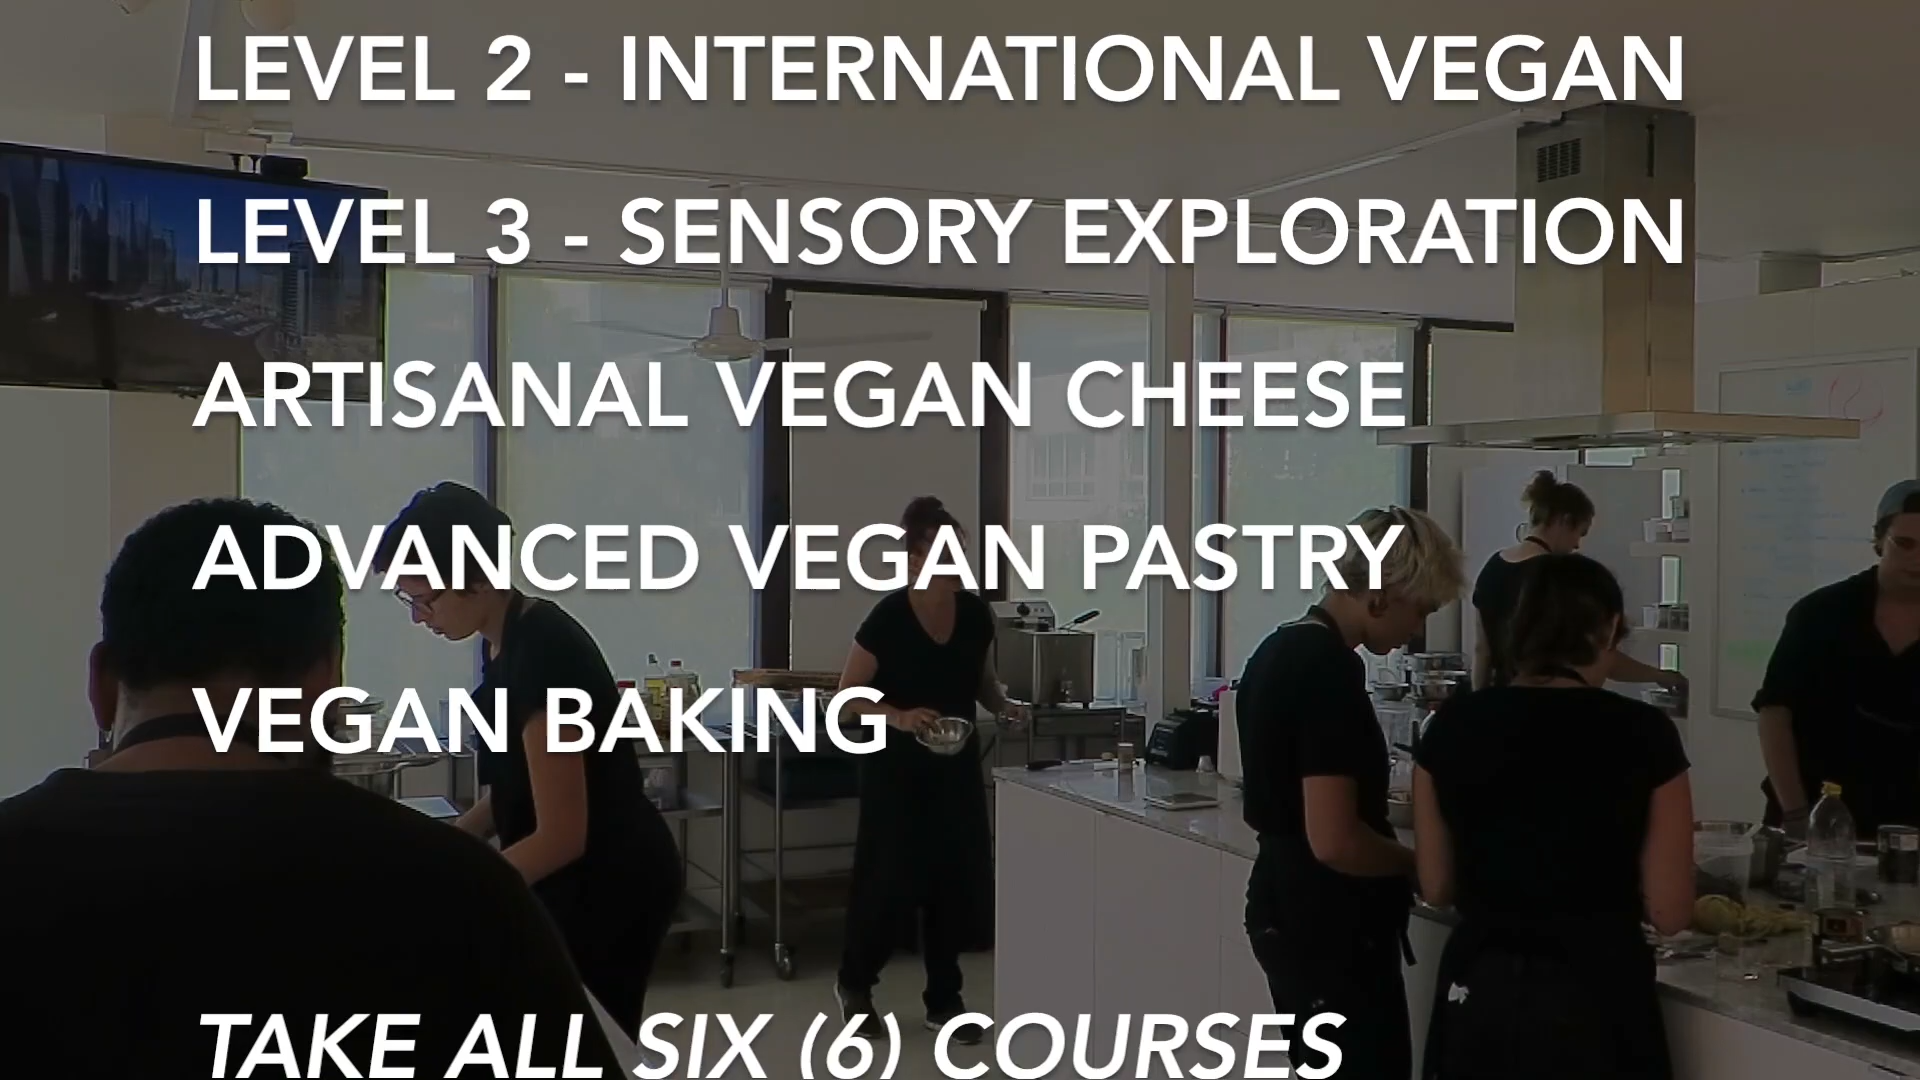 LEVEL 2 - INTERNATIONAL VEGAN
LEVEL 3 - SENSORY EXPLORATION
ARTISANAL VEGAN CHEESE
ADVANCED VEGAN PASTRY
VEGAN BAKING
TAKE ALL SIX (6) COURSES